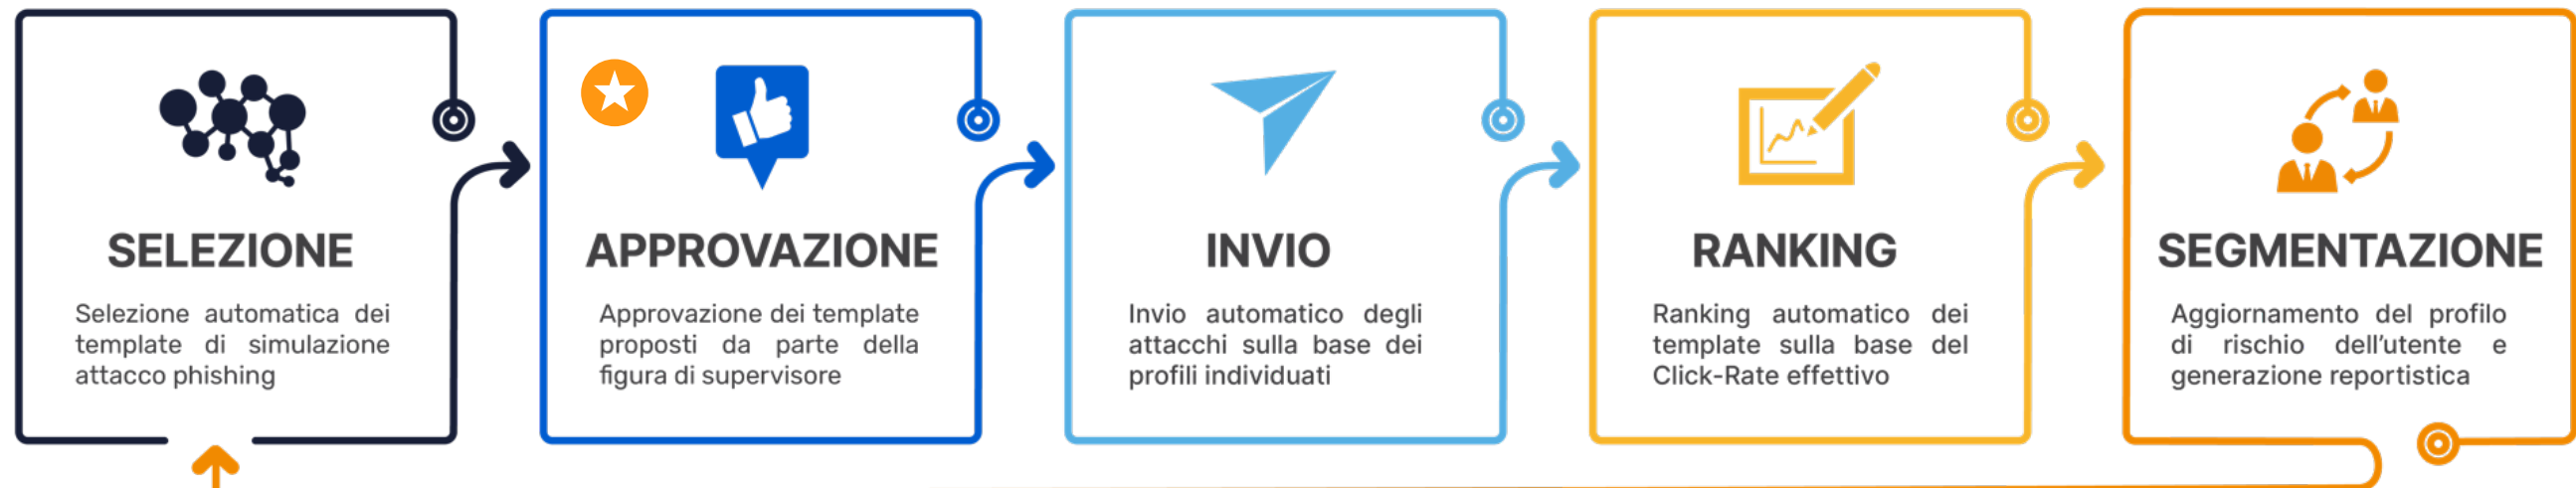 SELEZIONE
Selezione automatica dei
template di simulazione
attacco phishing
APPROVAZIONE
Approvazione dei template
proposti da parte della
figura di supervisore
INVIO
Invio automatico degli
attacchi sulla base dei
profili individuati
RANKING
Ranking automatico dei
template sulla base del
Click-Rate effettivo
SEGMENTAZIONE
Aggiornamento del profilo
di rischio dell'utente e
generazione reportistica